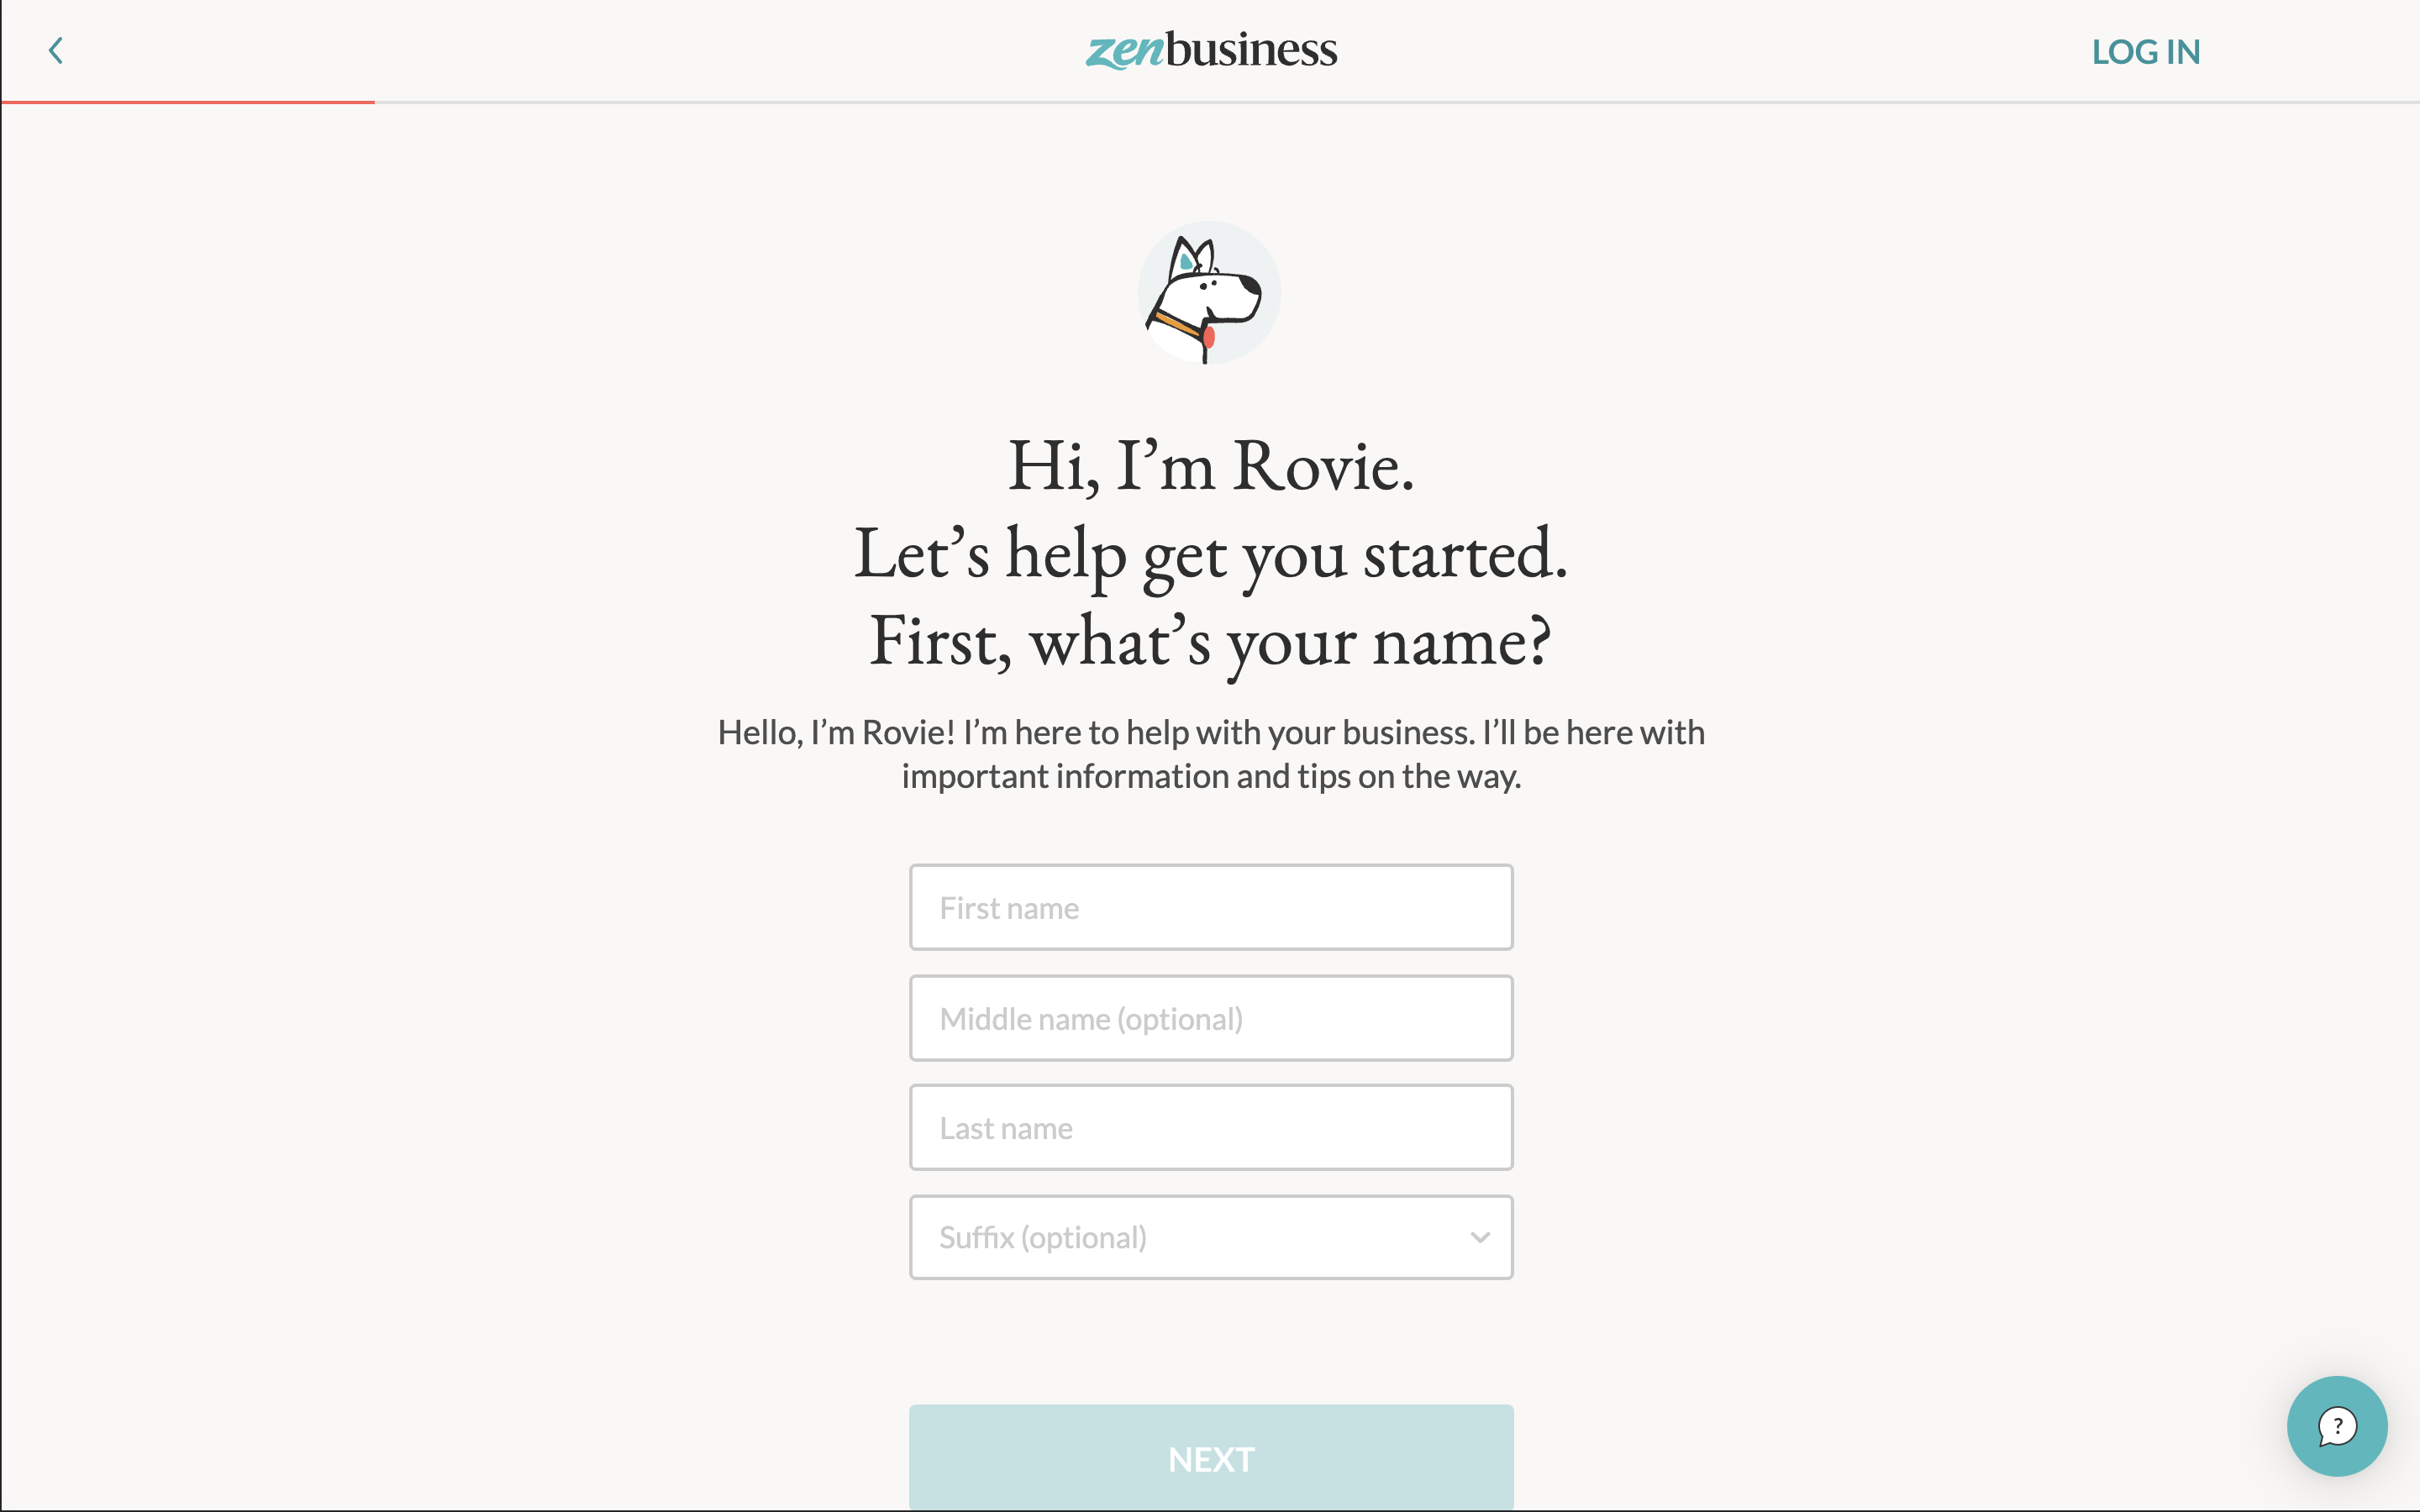 zenbusiness
LOG IN
Hi, I’m Rovie.
Let’s help get you started.
First, what’s your name?
Hello, I’m Rovie! I’m here to help with your business. I’ll be here with
important information and tips on the way.
First name
Middle name (optional)
Last name
Suffix (optional)
NEXT
?